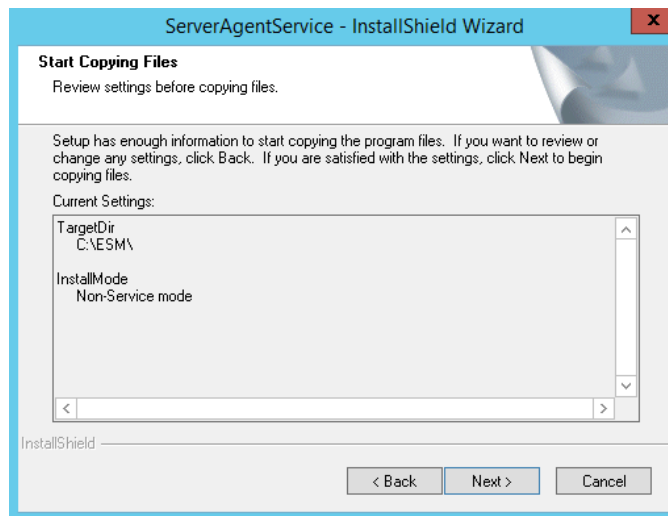 ServerAgentService - InstallShield Wizard
x
Start Copying Files
Review settings before copying files.
Setup has enough information to start copying the program files. If you want to review or
change any settings, click Back. If you are satisfied with the settings, click Next to begin
copying files.
Current Settings:
TargetDir
C:\ESM\
InstallMode
Non-Service mode
InstallShield
< Back Next > Cancel